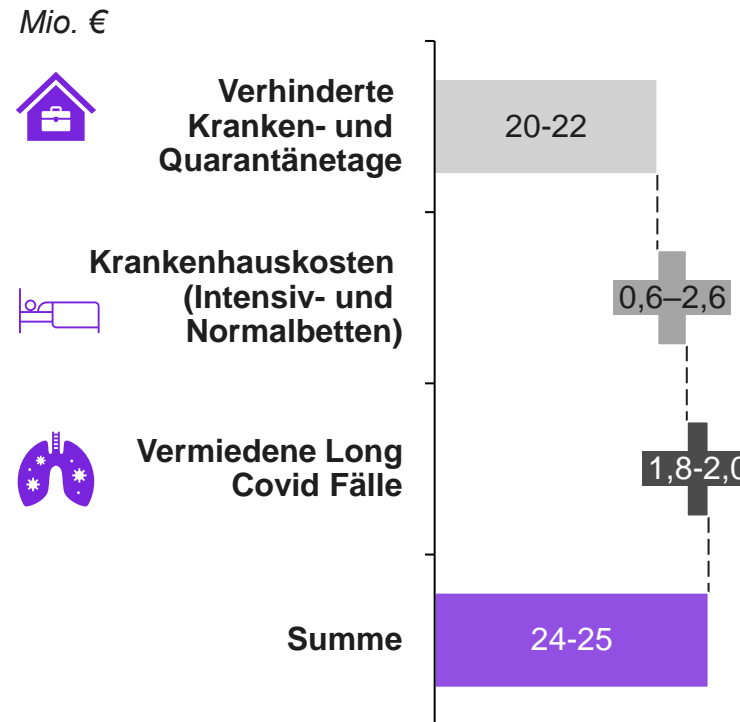 Mio. €
Verhinderte
Kranken- und
Quarantänetage
20-22
Krankenhauskosten
(Intensiv- und
Normalbetten)
0,6–2,6
Vermiedene Long
Covid Fälle
1,8-2,0
Summe
24-25